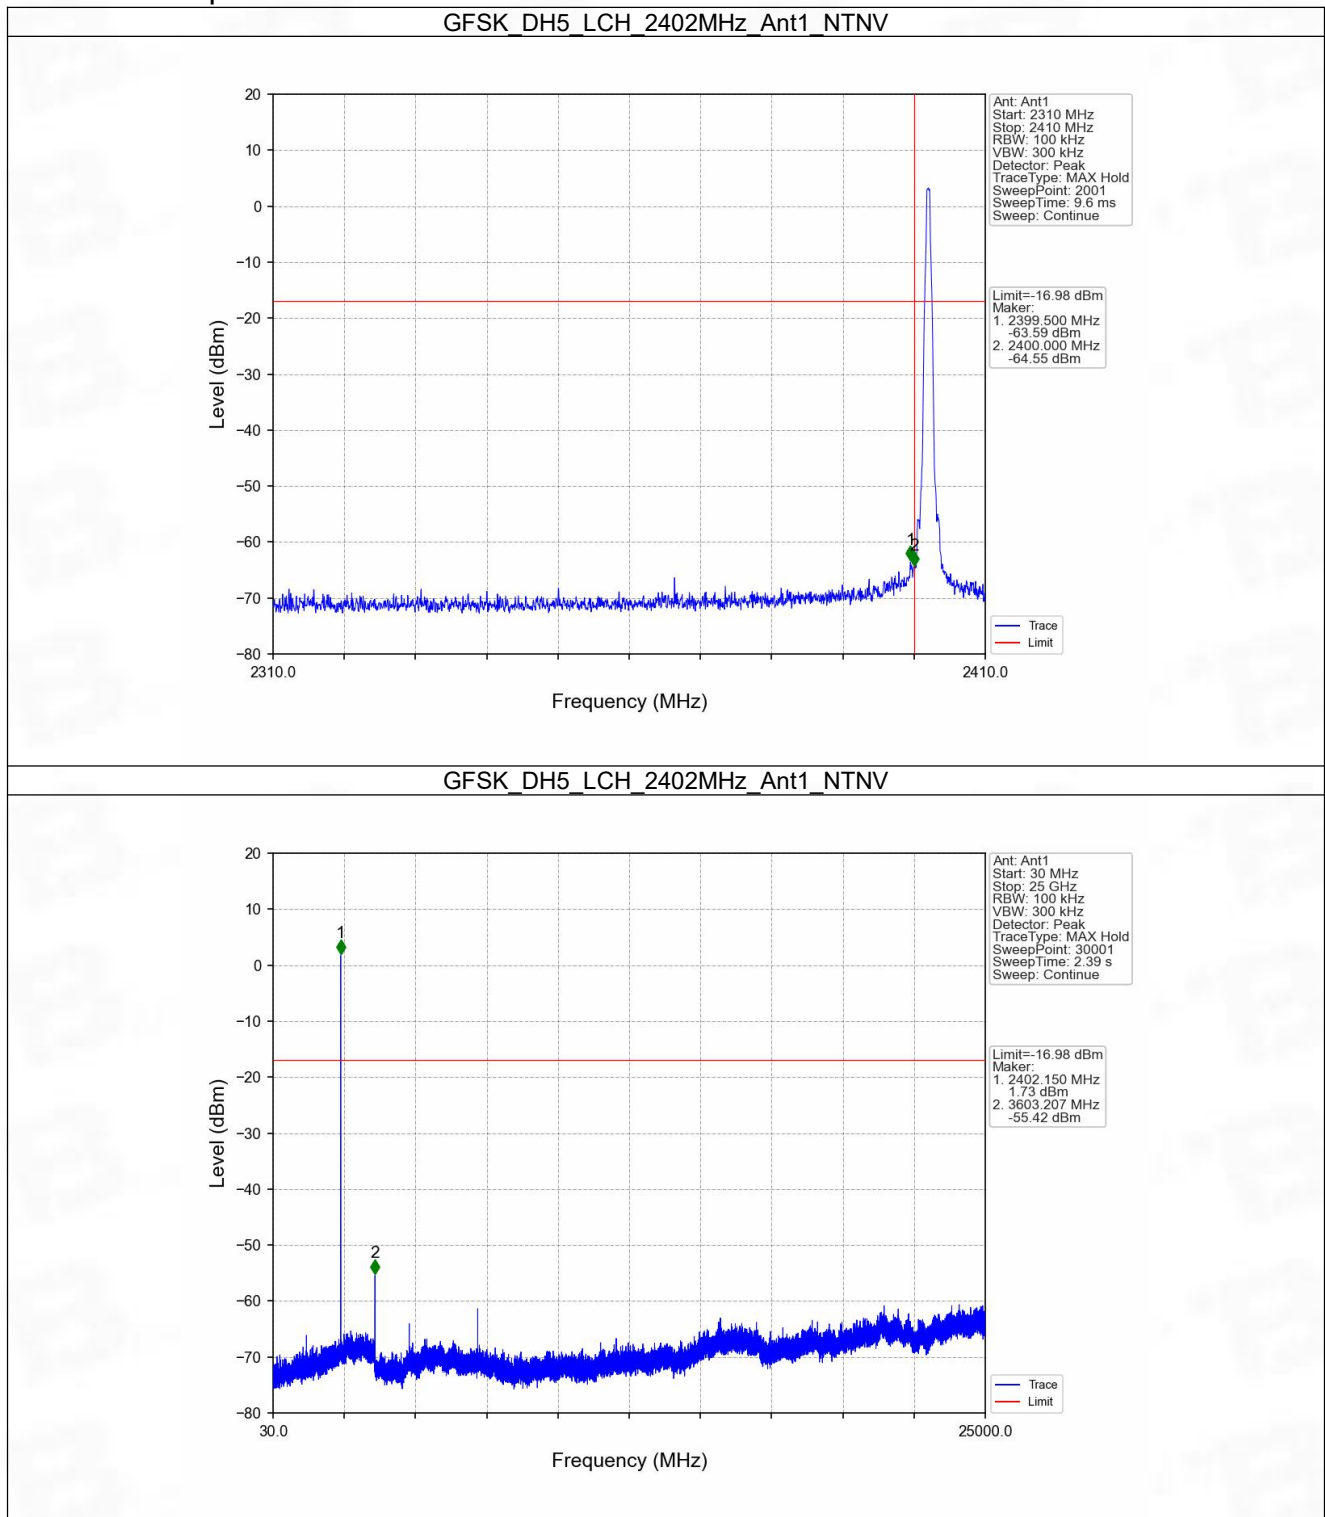 GFSK_DH5_LCH_2402MHz_Ant1_NTNV
20
10
0
−10
−20
−30
−40
−50
−60
−70
−80
Level (dBm)
1
2
2310.0
2410.0
Frequency (MHz)
Ant: Ant1
Start: 2310 MHz
Stop: 2410 MHz
RBW: 100 kHz
VBW: 300 kHz
Detector: Peak
TraceType: MAX Hold
SweepPoint: 2001
SweepTime: 9.6 ms
Sweep: Continue
Limit=-16.98 dBm
Maker:
1. 2399.500 MHz
-63.59 dBm
2. 2400.000 MHz
-64.55 dBm
Trace
Limit
GFSK_DH5_LCH_2402MHz_Ant1_NTNV
20
10
0
−10
−20
−30
−40
−50
−60
−70
−80
Level (dBm)
1
2
30.0
25000.0
Frequency (MHz)
Ant: Ant1
Start: 30 MHz
Stop: 25 GHz
RBW: 100 kHz
VBW: 300 kHz
Detector: Peak
TraceType: MAX Hold
SweepPoint: 30001
SweepTime: 2.39 s
Sweep: Continue
Limit=-16.98 dBm
Maker:
1. 2402.150 MHz
1.73 dBm
2. 3603.207 MHz
-55.42 dBm
Trace
Limit